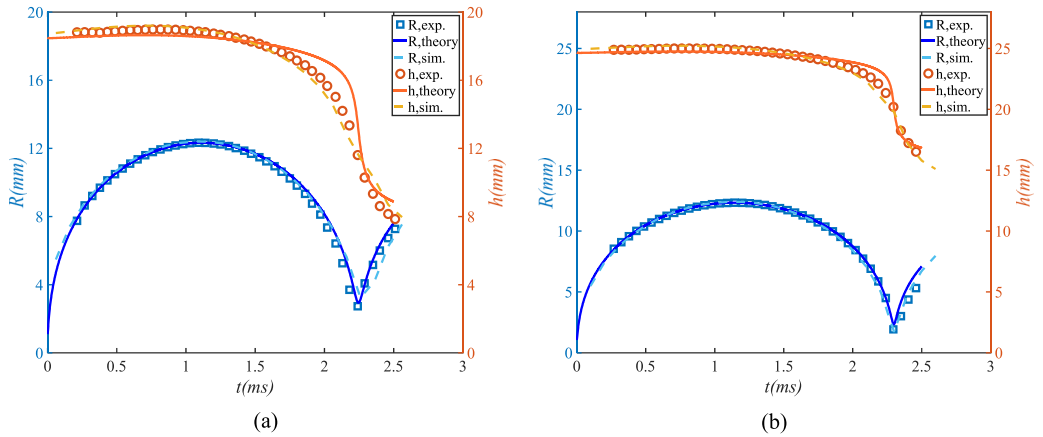 20
16
12
8
4
0
R(mm)
0
0.5
1
1.5
2
2.5
3
t(ms)
20
16
12
8
4
0
h(mm)
R,exp.
R,theory
R,sim.
h,exp.
h,theory
h,sim.
(a)
25
20
15
10
5
0
R(mm)
0
0.5
1
1.5
2
2.5
3
t(ms)
25
20
15
10
5
0
h(mm)
R,exp.
R,theory
R,sim.
h,exp.
h,theory
h,sim.
(b)